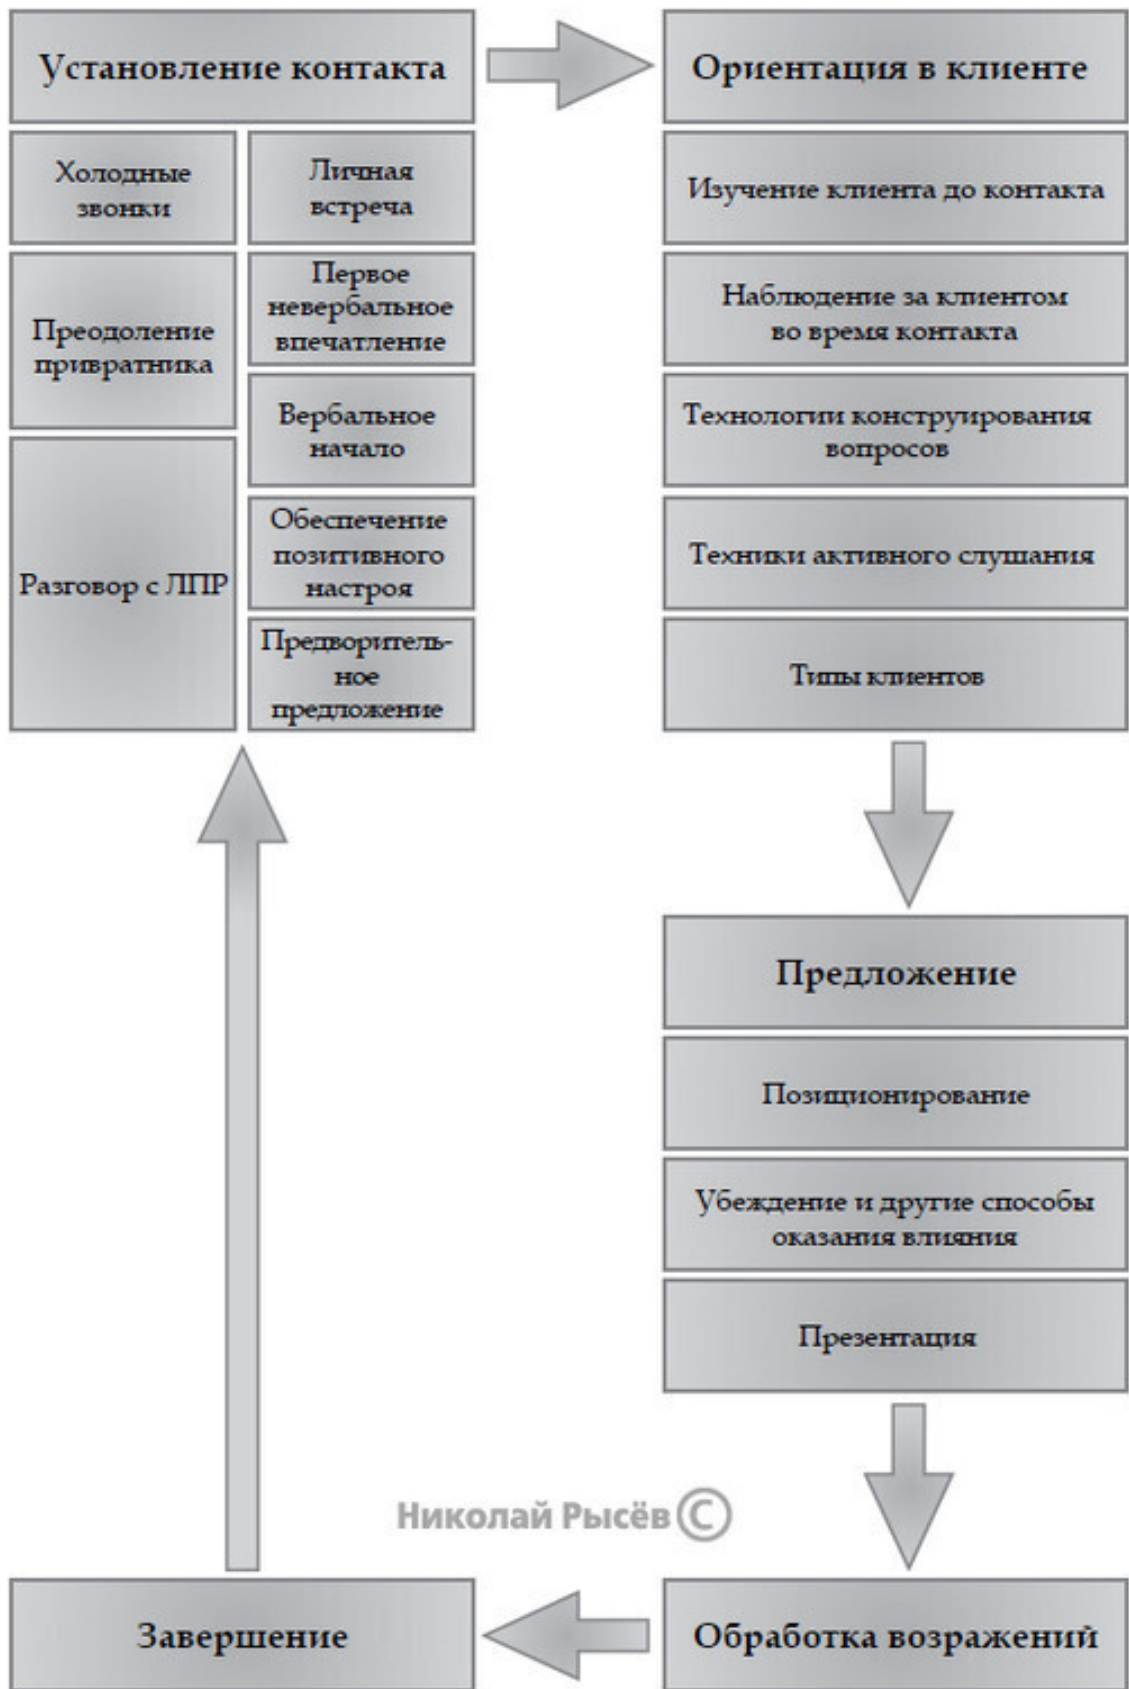 Установление контакта
Холодные
звонки
Преодоление
привратника
Разговор с ЛПР
Личная
встреча
Первое
невербальное
впечатление
Вербальное
начало
Обеспечение
позитивного
настроя
Предворитель-
ное
предложение
Ориентация в клиенте
Изучение клиента до контакта
Наблюдение за клиентом
во время контакта
Технологии конструирования
вопросов
Техники активного слушания
Типы клиентов
Предложение
Позиционирование
Убеждение и другие способы
оказания влияния
Презентация
Обработка возражений
Завершение
Николай Рысёв ©